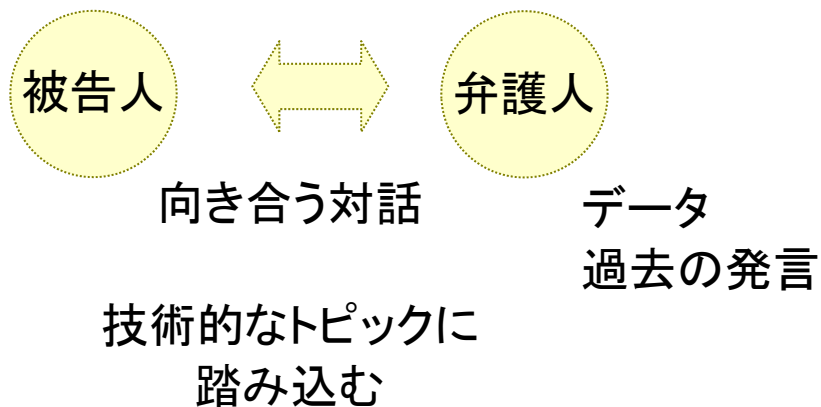 被告人
弁護人
向き合う対話
データ
過去の発言
技術的なトピックに
踏み込む